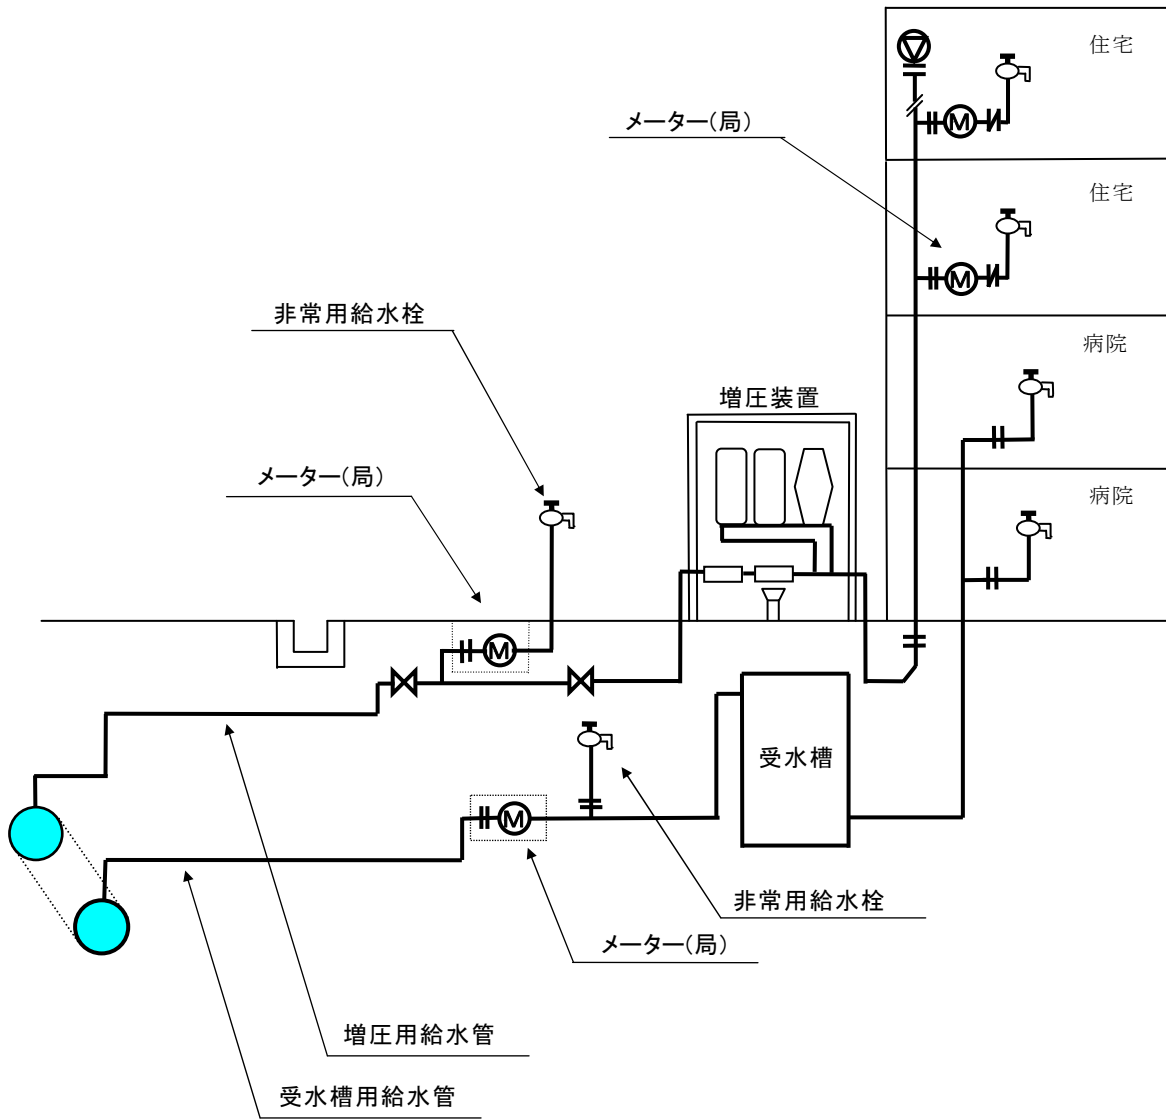 住宅
メーター(局)
M
住宅
M
非常用給水栓
病院
増圧装置
メーター(局)
病院
M
受水槽
M
非常用給水栓
メーター(局)
増圧用給水管
受水槽用給水管